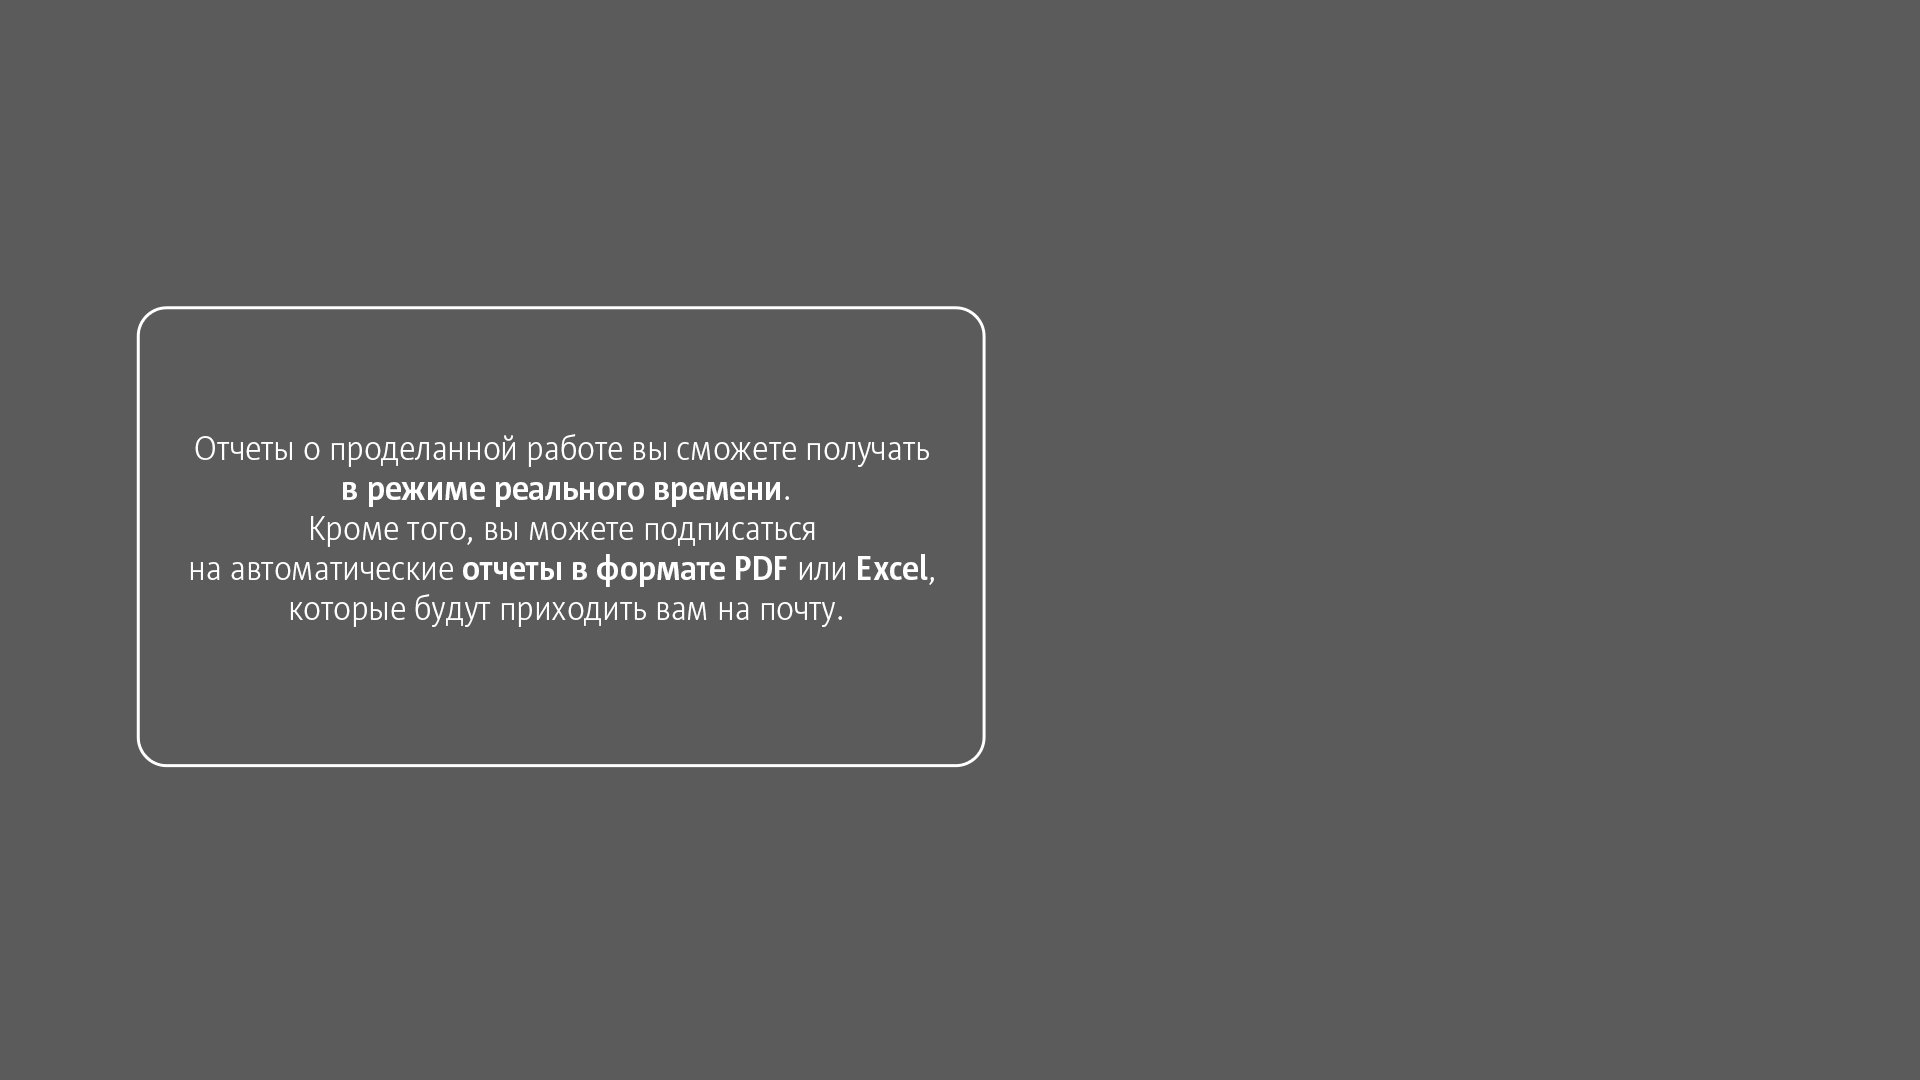 Отчеты о проделанной работе вы сможете получать
в режиме реального времени.
Кроме того, вы можете подписаться
на автоматические отчеты в формате PDF или Excel,
которые будут приходить вам на почту.